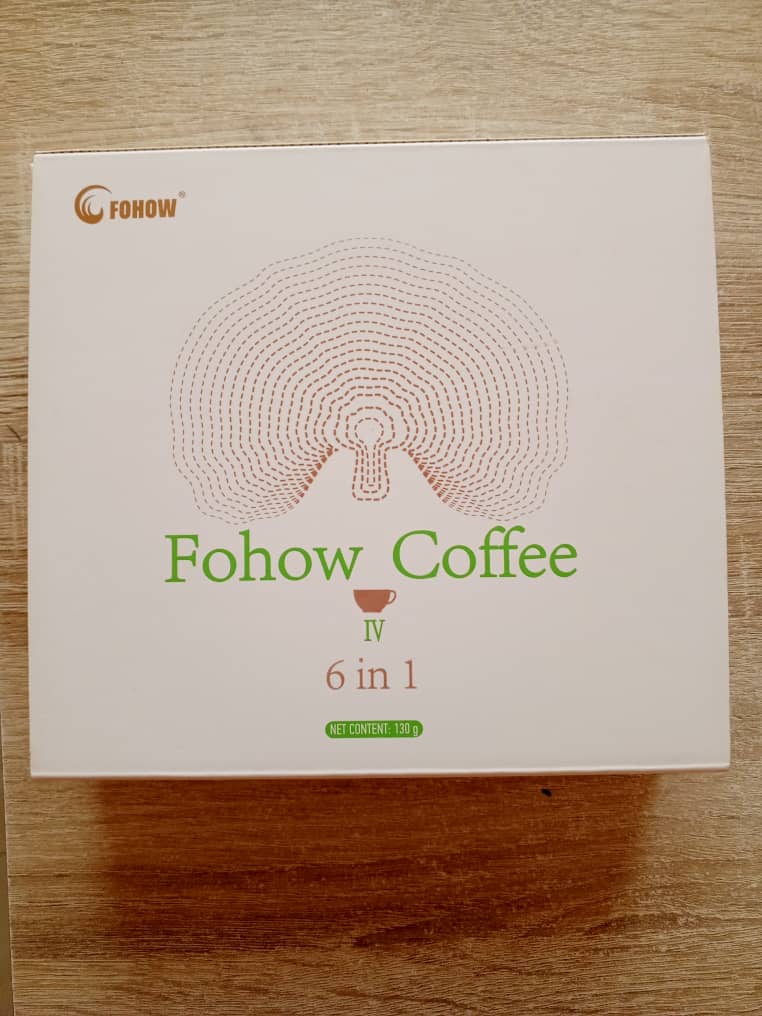 FOHOW®
Fohow Coffee
IV
6 in 1
NET CONTENT: 130 g